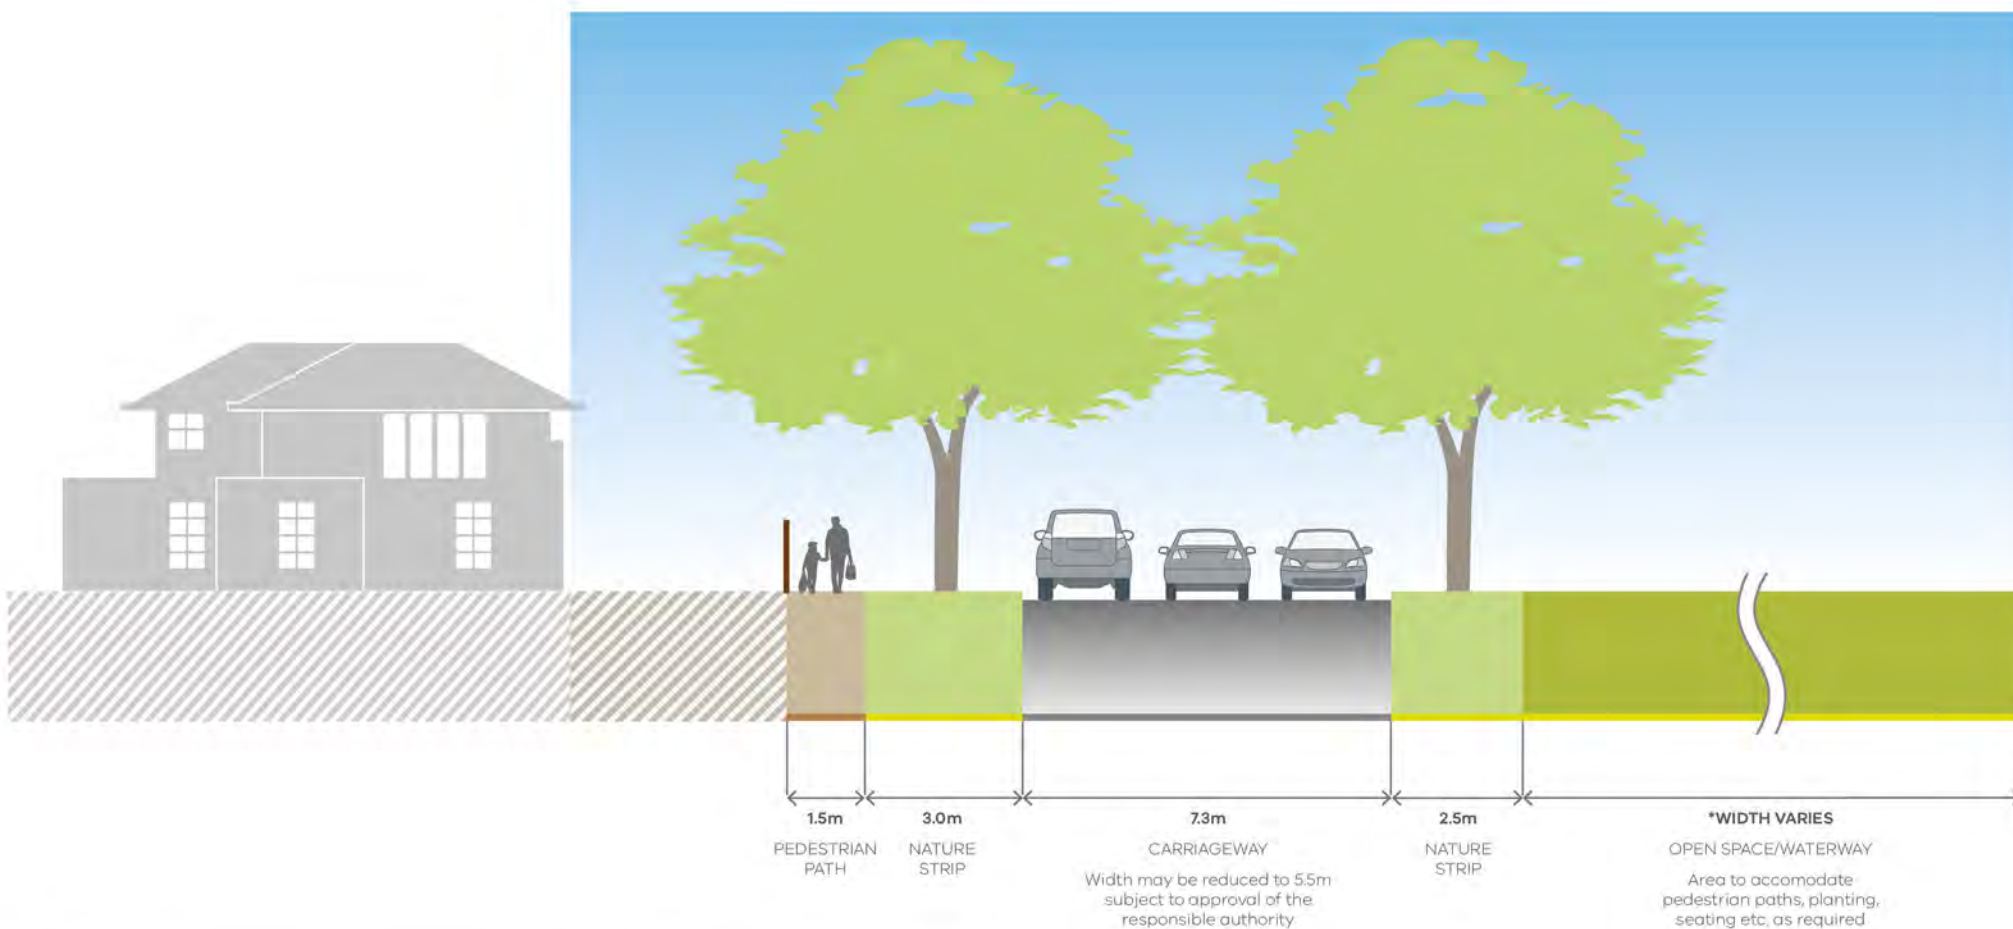 1.5m
PEDESTRIAN
PATH
3.0m
NATURE
STRIP
7.3m
CARRIAGEWAY
Width may be reduced to 5.5m
subject to approval of the
responsible authority
2.5m
NATURE
STRIP
*WIDTH VARIES
OPEN SPACE/WATERWAY
Area to accomodate
pedestrian paths, planting,
seating etc, as required